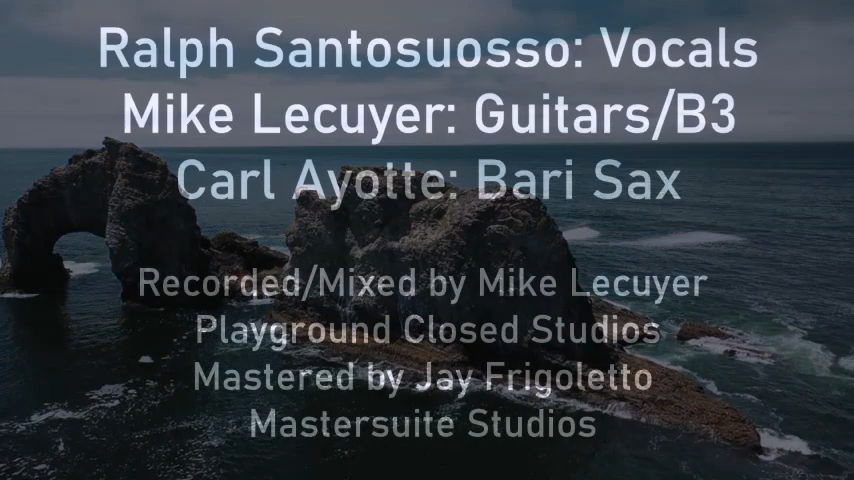 Ralph Santosuosso: Vocals
Mike Lecuyer: Guitars/B3
Carl Ayotte: Bari Sax
Recorded/Mixed by Mike Lecuyer
Playground Closed Studios
Mastered by Jay Frigoletto
Mastersuite Studios